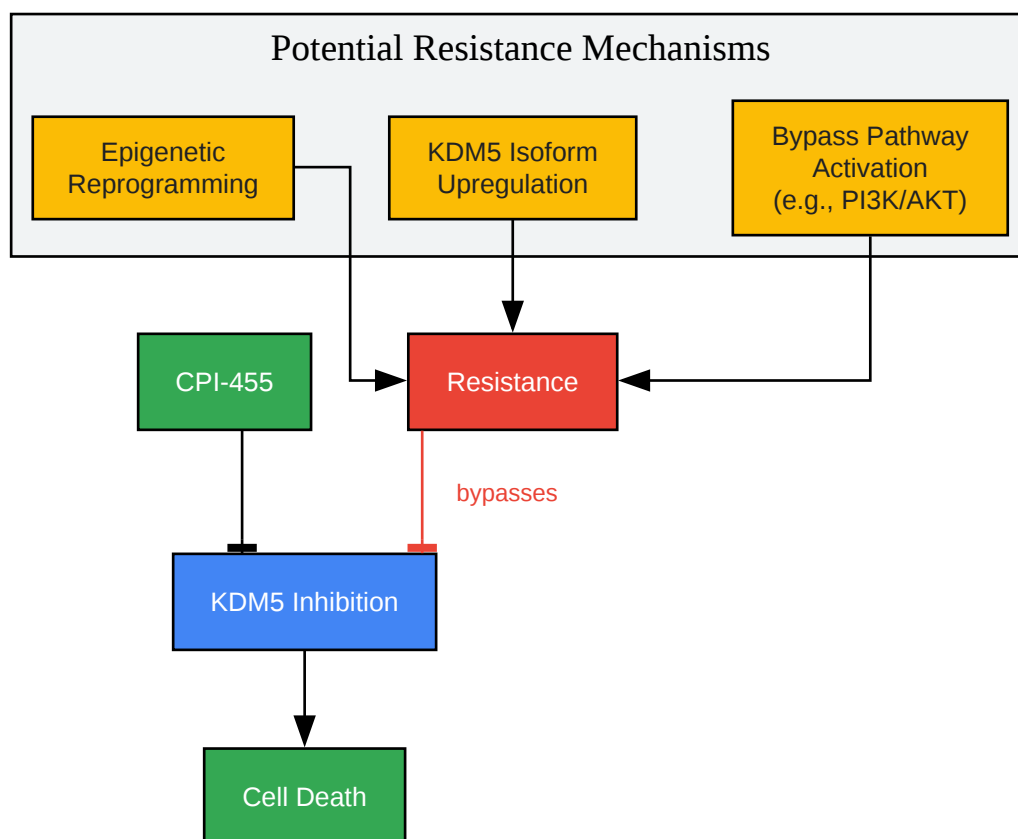 Potential Resistance Mechanisms
Epigenetic
Reprogramming
KDM5 Isoform
Upregulation
Bypass Pathway
Activation
(e.g., PI3K/AKT)
CPI-455
Resistance
bypasses
KDM5 Inhibition
Cell Death